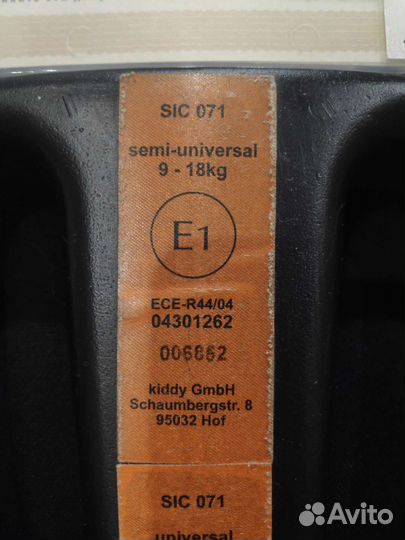 SIC 071
semi-universal
9 - 18kg
E1
ECE-R44/04
04301262
006862
kiddy GmbH
Schaumbergstr. 8
95032 Hof
SIC 071
universal
Avito